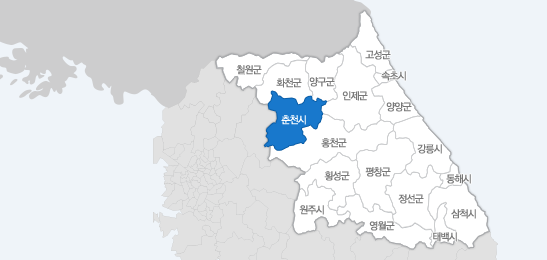 고성군
철원군
화천군
양구군
속초시
인제군
양양군
춘천시
홍천군
강릉시
횡성군
평창군
동해시
정선군
원주시
삼척시
영월군
태백시